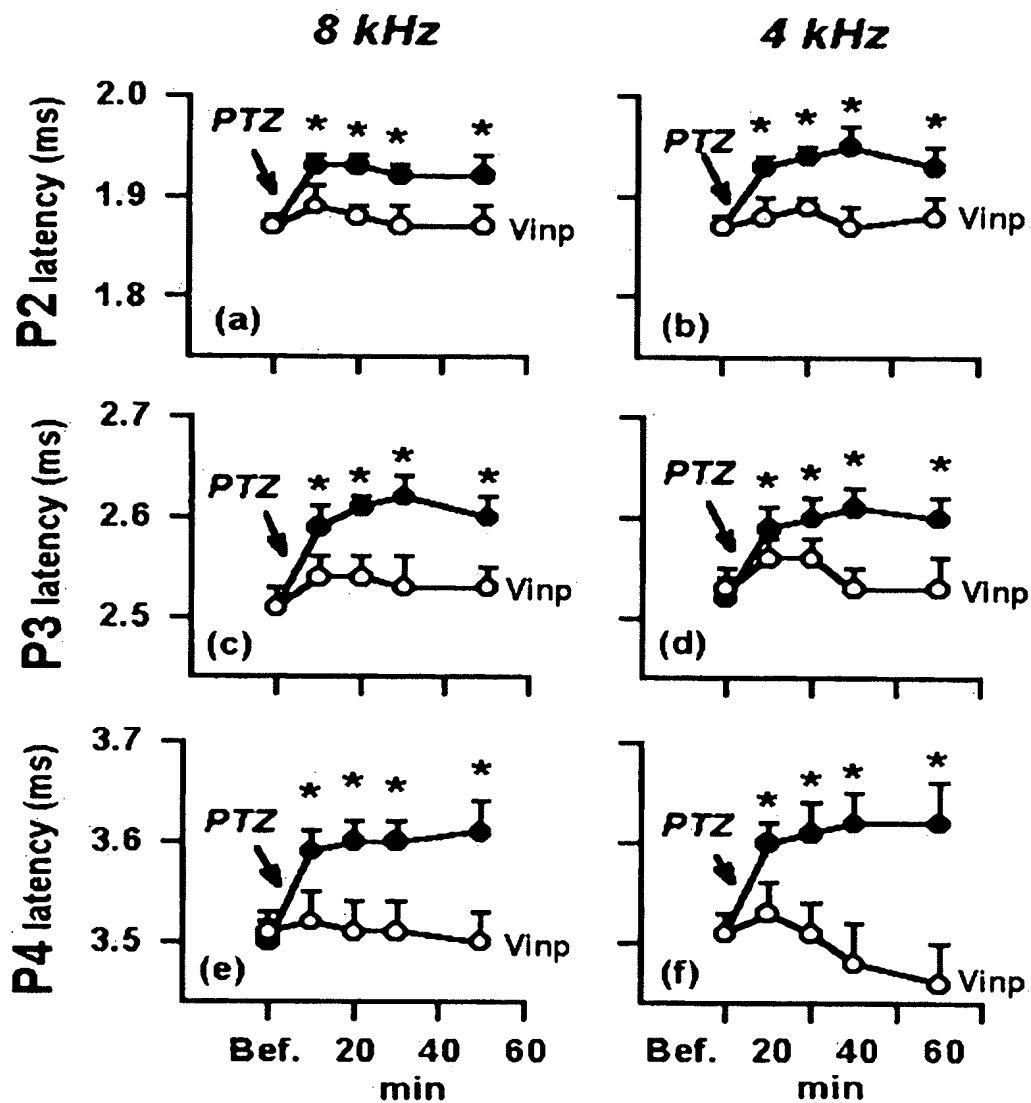 8 kHz
4 kHz
P2 latency (ms)
2.0
1.9
1.8
PTZ
* * * *
Vinp
(a)
PTZ
* * * *
Vinp
(b)
P3 latency (ms)
2.7
2.6
2.5
PTZ
* * * *
Vinp
(c)
PTZ
* * * *
Vinp
(d)
P4 latency (ms)
3.7
3.6
3.5
PTZ
* * * *
Vinp
(e)
PTZ
* * * *
Vinp
(f)
Bef. 20 40 60
min
Bef. 20 40 60
min